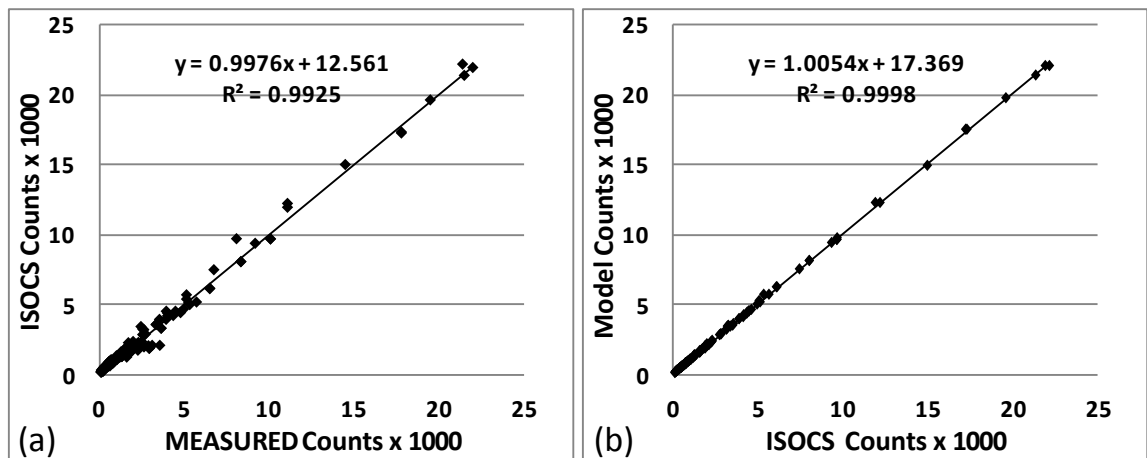 25
20
15
10
5
0
ISOCS Counts x 1000
y = 0.9976x + 12.561
R² = 0.9925
0 5 10 15 20 25
MEASURED Counts x 1000
(a)
25
20
15
10
5
0
Model Counts x 1000
y = 1.0054x + 17.369
R² = 0.9998
0 5 10 15 20 25
ISOCS Counts x 1000
(b)